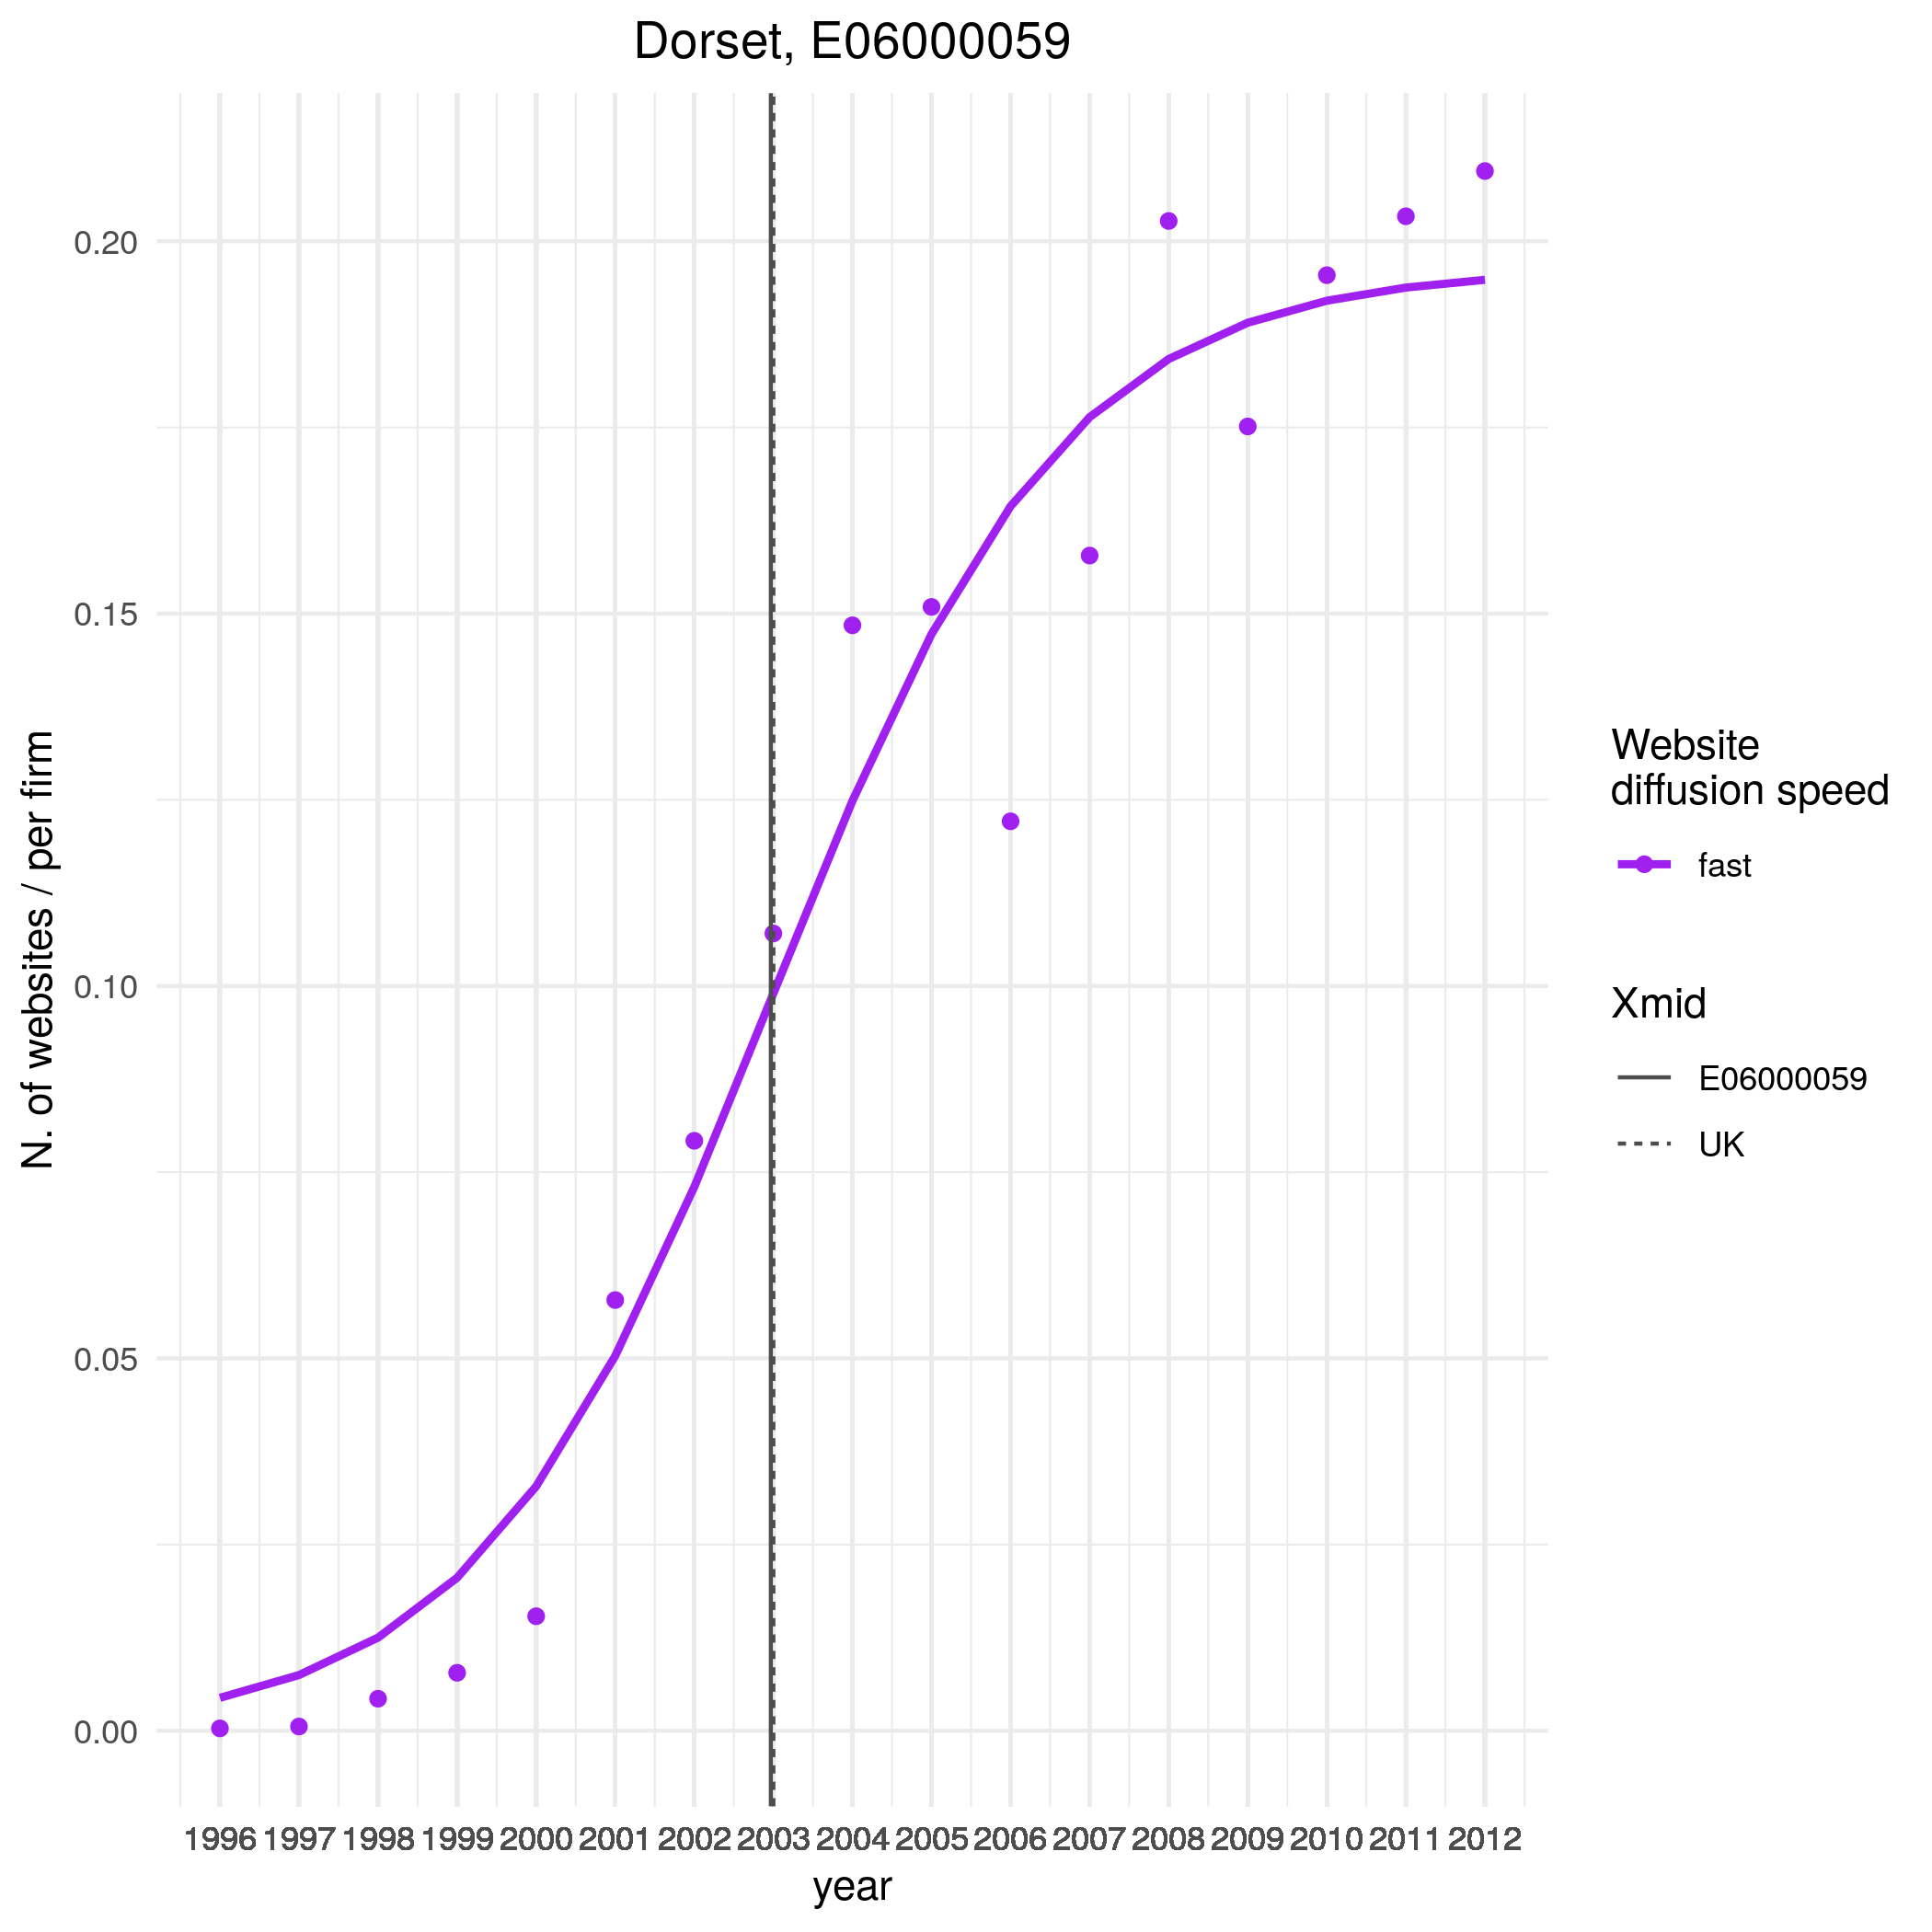 Dorset, E06000059
N. of websites / per firm
0.20
0.15
0.10
0.05
0.00
1996 1997 1998 1999 2000 2001 2002 2003 2004 2005 2006 2007 2008 2009 2010 2011 2012
year
Website
diffusion speed
fast
Xmid
E06000059
UK